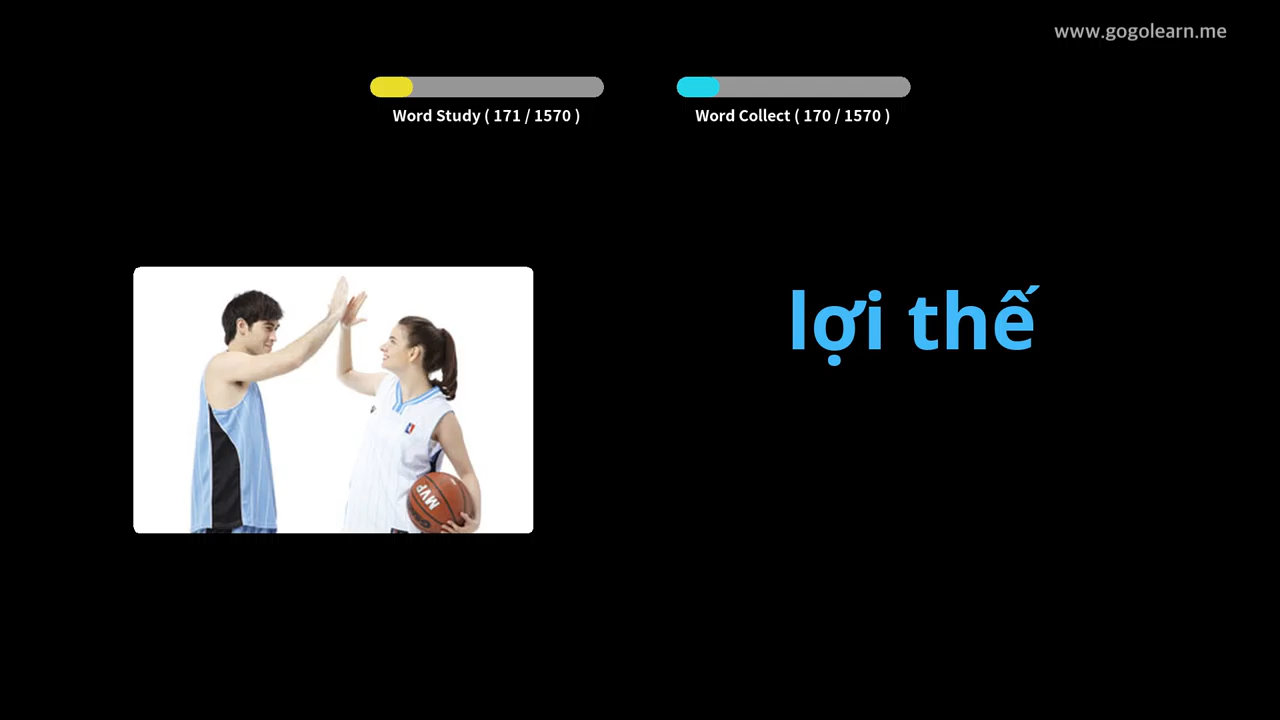 www.gogolearn.me
Word Study ( 171 / 1570 )
Word Collect ( 170 / 1570 )
lợi thế
MVP